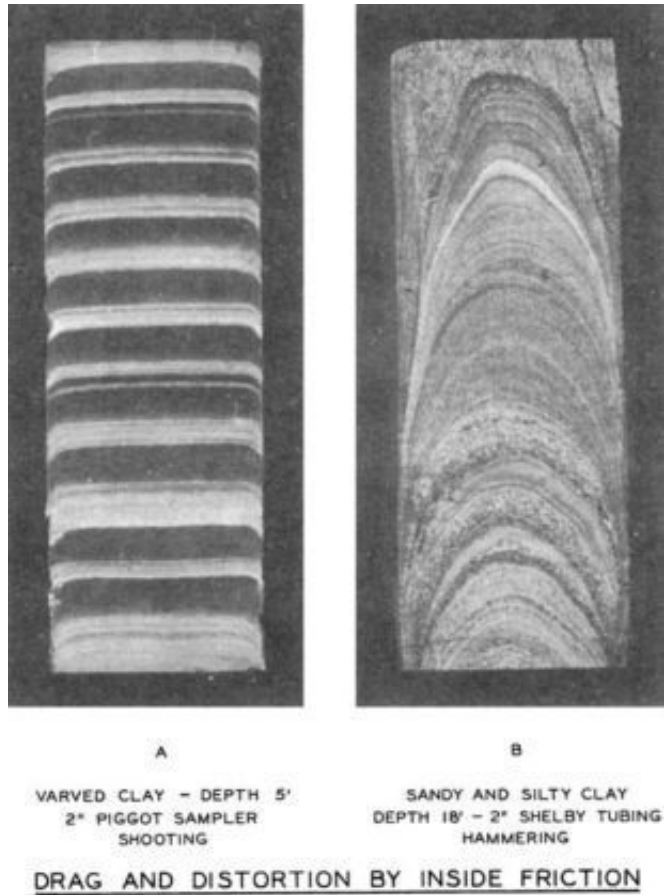 A
VARVED CLAY - DEPTH 5'
2" PIGGOT SAMPLER
SHOOTING
B
SANDY AND SILTY CLAY
DEPTH 18' - 2" SHELBY TUBING
HAMMERING
DRAG AND DISTORTION BY INSIDE FRICTION